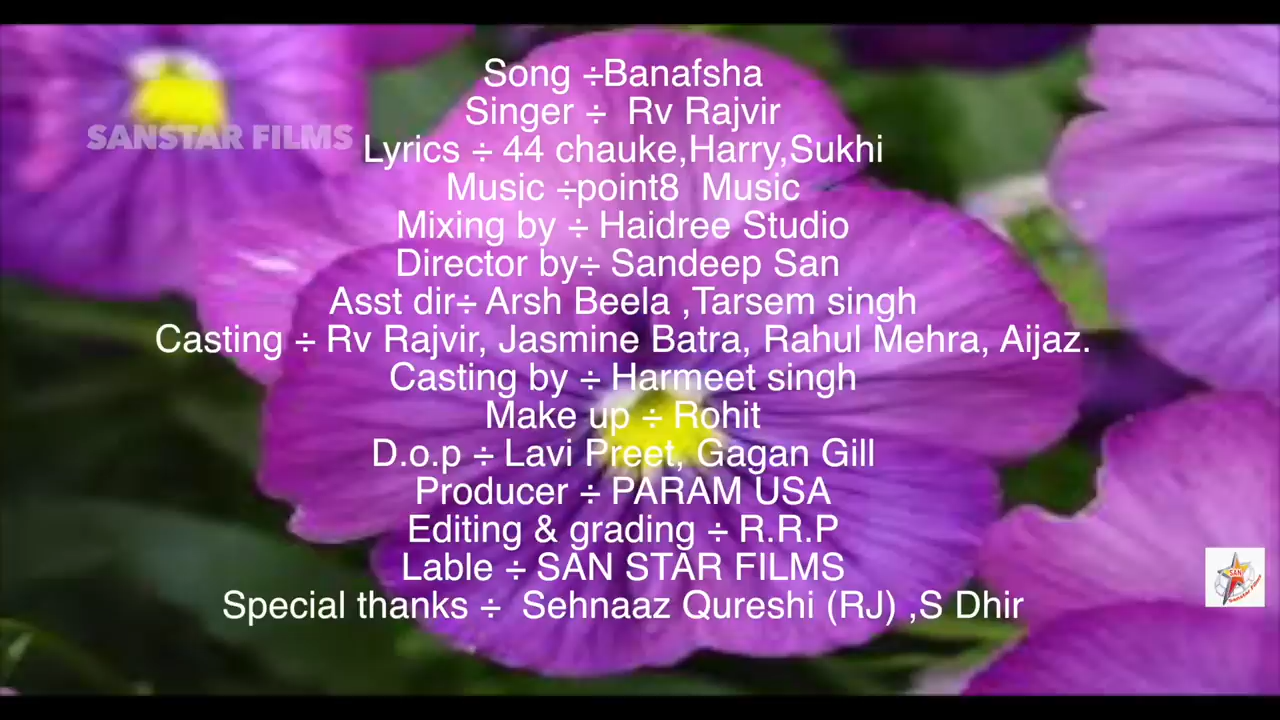 Song ÷Banafsha
Singer ÷ Rv Rajvir
SANSTAR FILMS
Lyrics ÷ 44 chauke,Harry,Sukhi
Music ÷point8 Music
Mixing by ÷ Haidree Studio
Director by÷ Sandeep San
Asst dir÷ Arsh Beela ,Tarsem singh
Casting ÷ Rv Rajvir, Jasmine Batra, Rahul Mehra, Aijaz.
Casting by ÷ Harmeet singh
Make up ÷ Rohit
D.o.p ÷ Lavi Preet, Gagan Gill
Producer ÷ PARAM USA
Editing & grading ÷ R.R.P
Lable ÷ SAN STAR FILMS
SAN
Sanstar Films
Special thanks ÷ Sehnaaz Qureshi (RJ) ,S Dhir